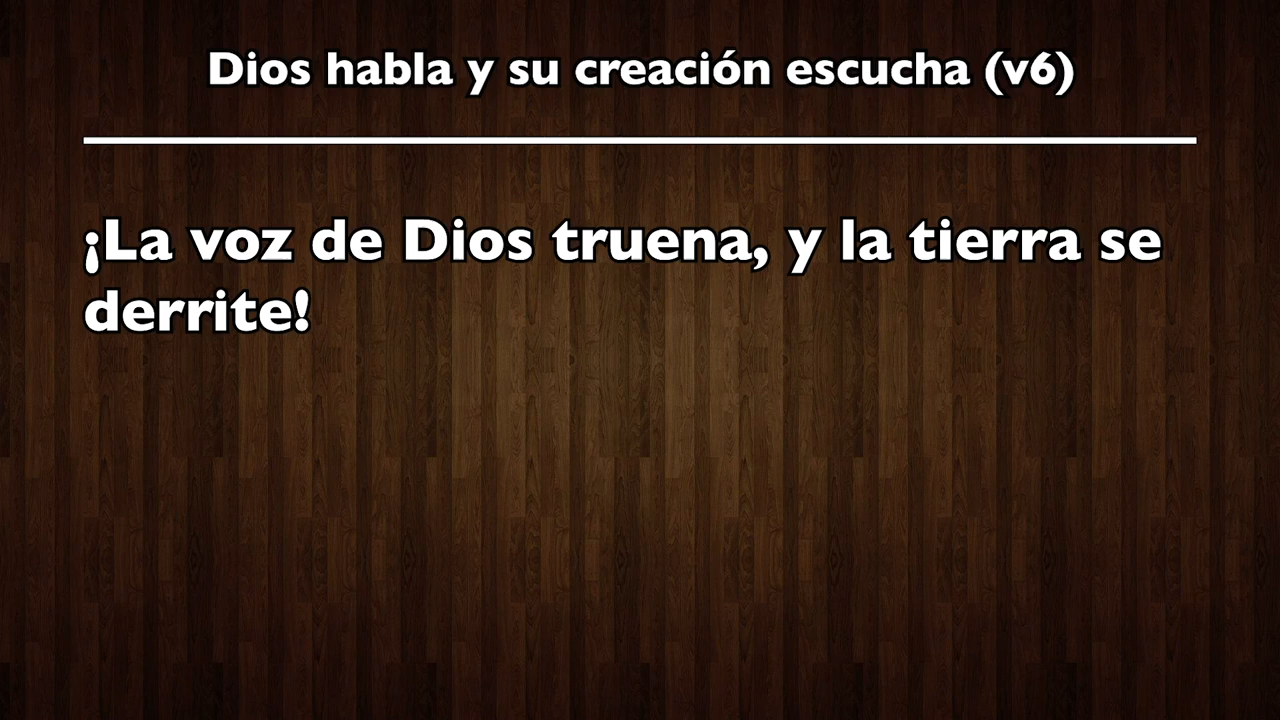 Dios habla y su creación escucha (v6)
¡La voz de Dios truena, y la tierra se
derrite!